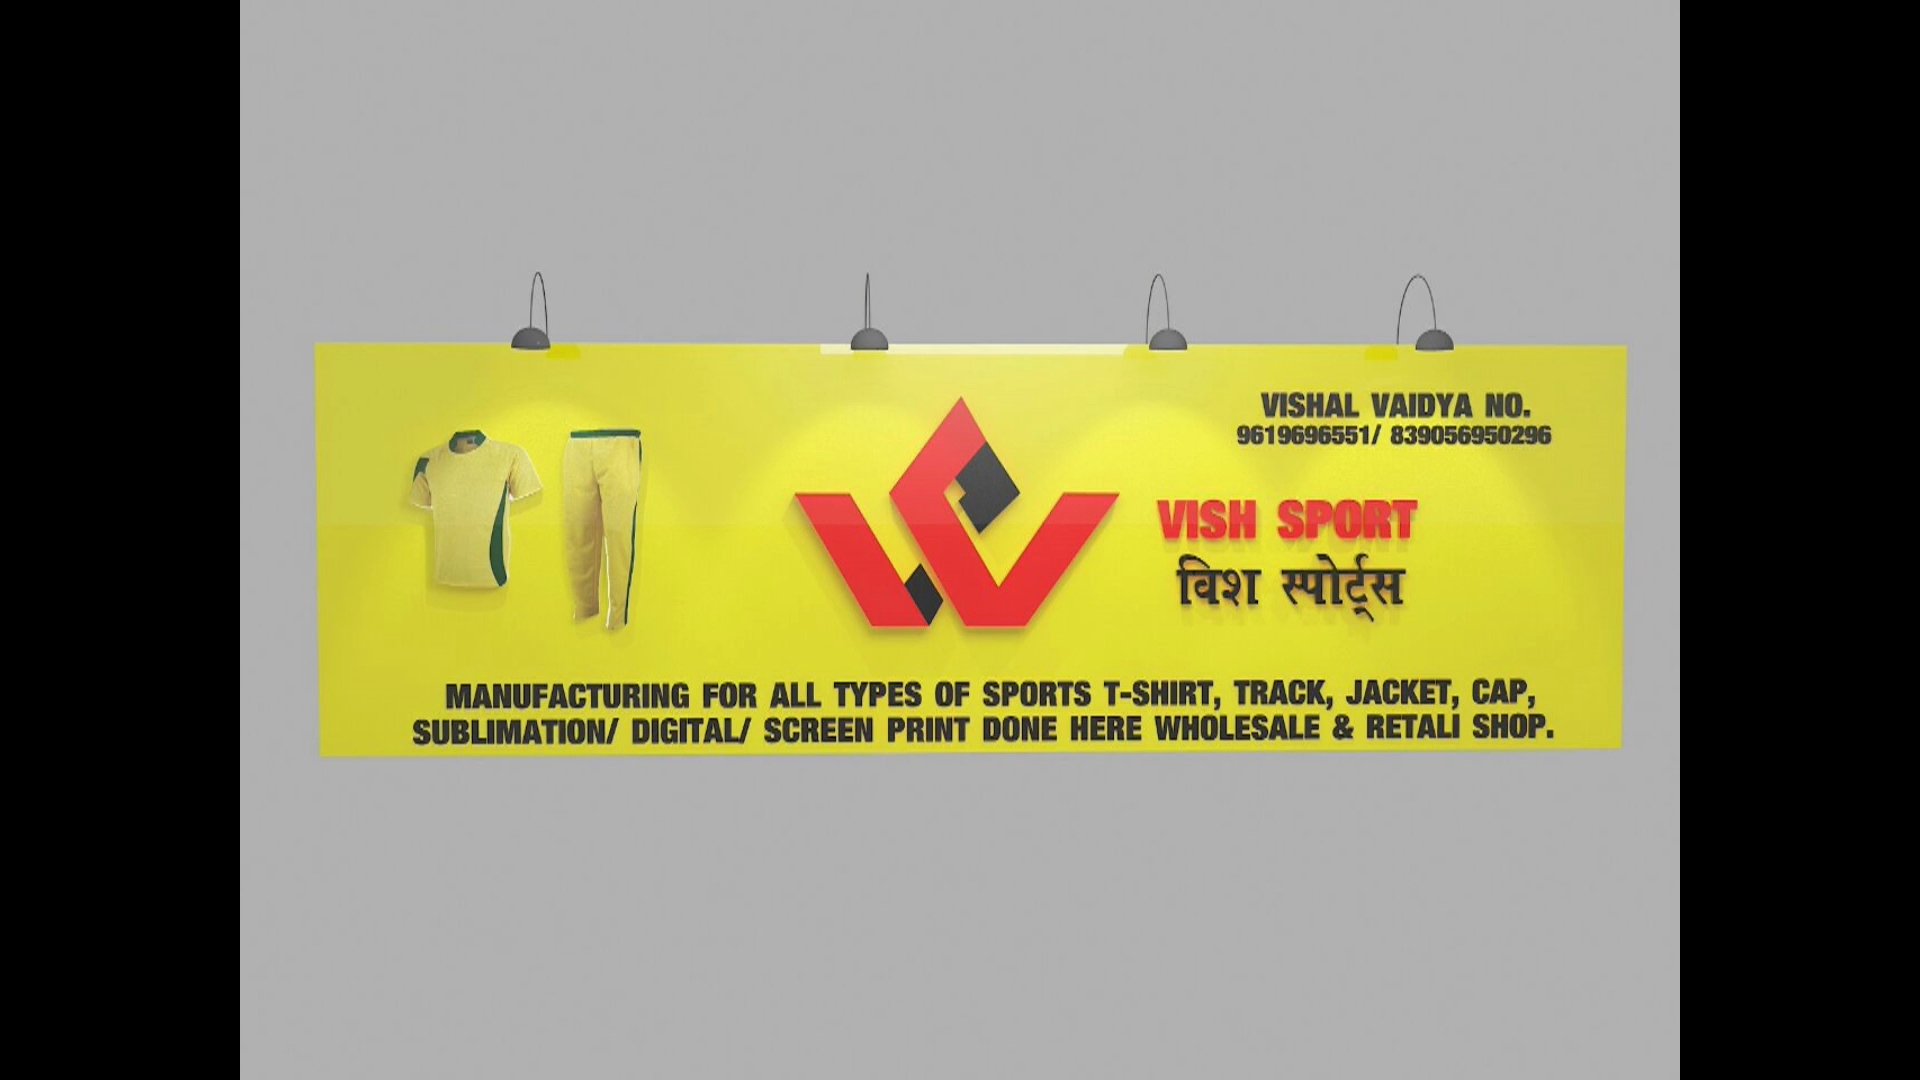 VISHAL VAIDYA NO.
9619696551/ 839056950296
VISH SPORT
विश स्पोर्ट्स
MANUFACTURING FOR ALL TYPES OF SPORTS T-SHIRT, TRACK, JACKET, CAP,
SUBLIMATION/ DIGITAL/ SCREEN PRINT DONE HERE WHOLESALE & RETALI SHOP.